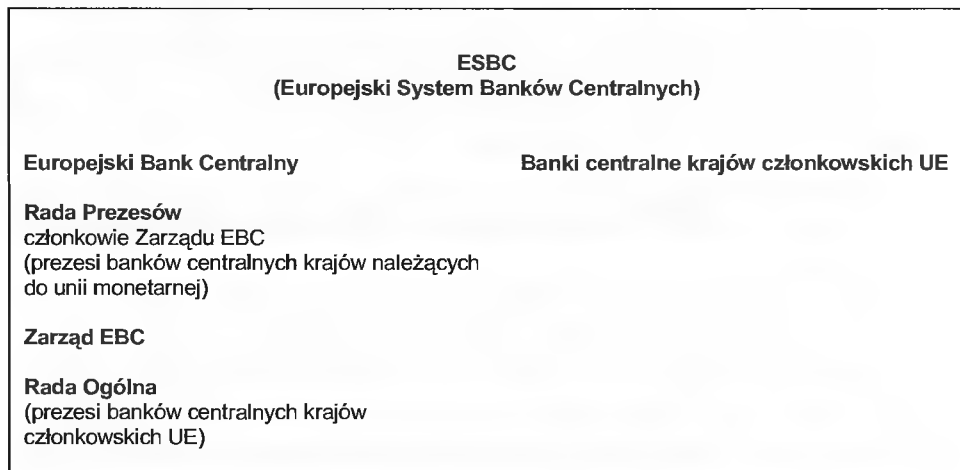 ESBC
(Europejski System Banków Centralnych)
Europejski Bank Centralny
Banki centralne krajów członkowskich UE
Rada Prezesów
członkowie Zarządu EBC
(prezesi banków centralnych krajów należących
do unii monetarnej)
Zarząd EBC
Rada Ogólna
(prezesi banków centralnych krajów
członkowskich UE)